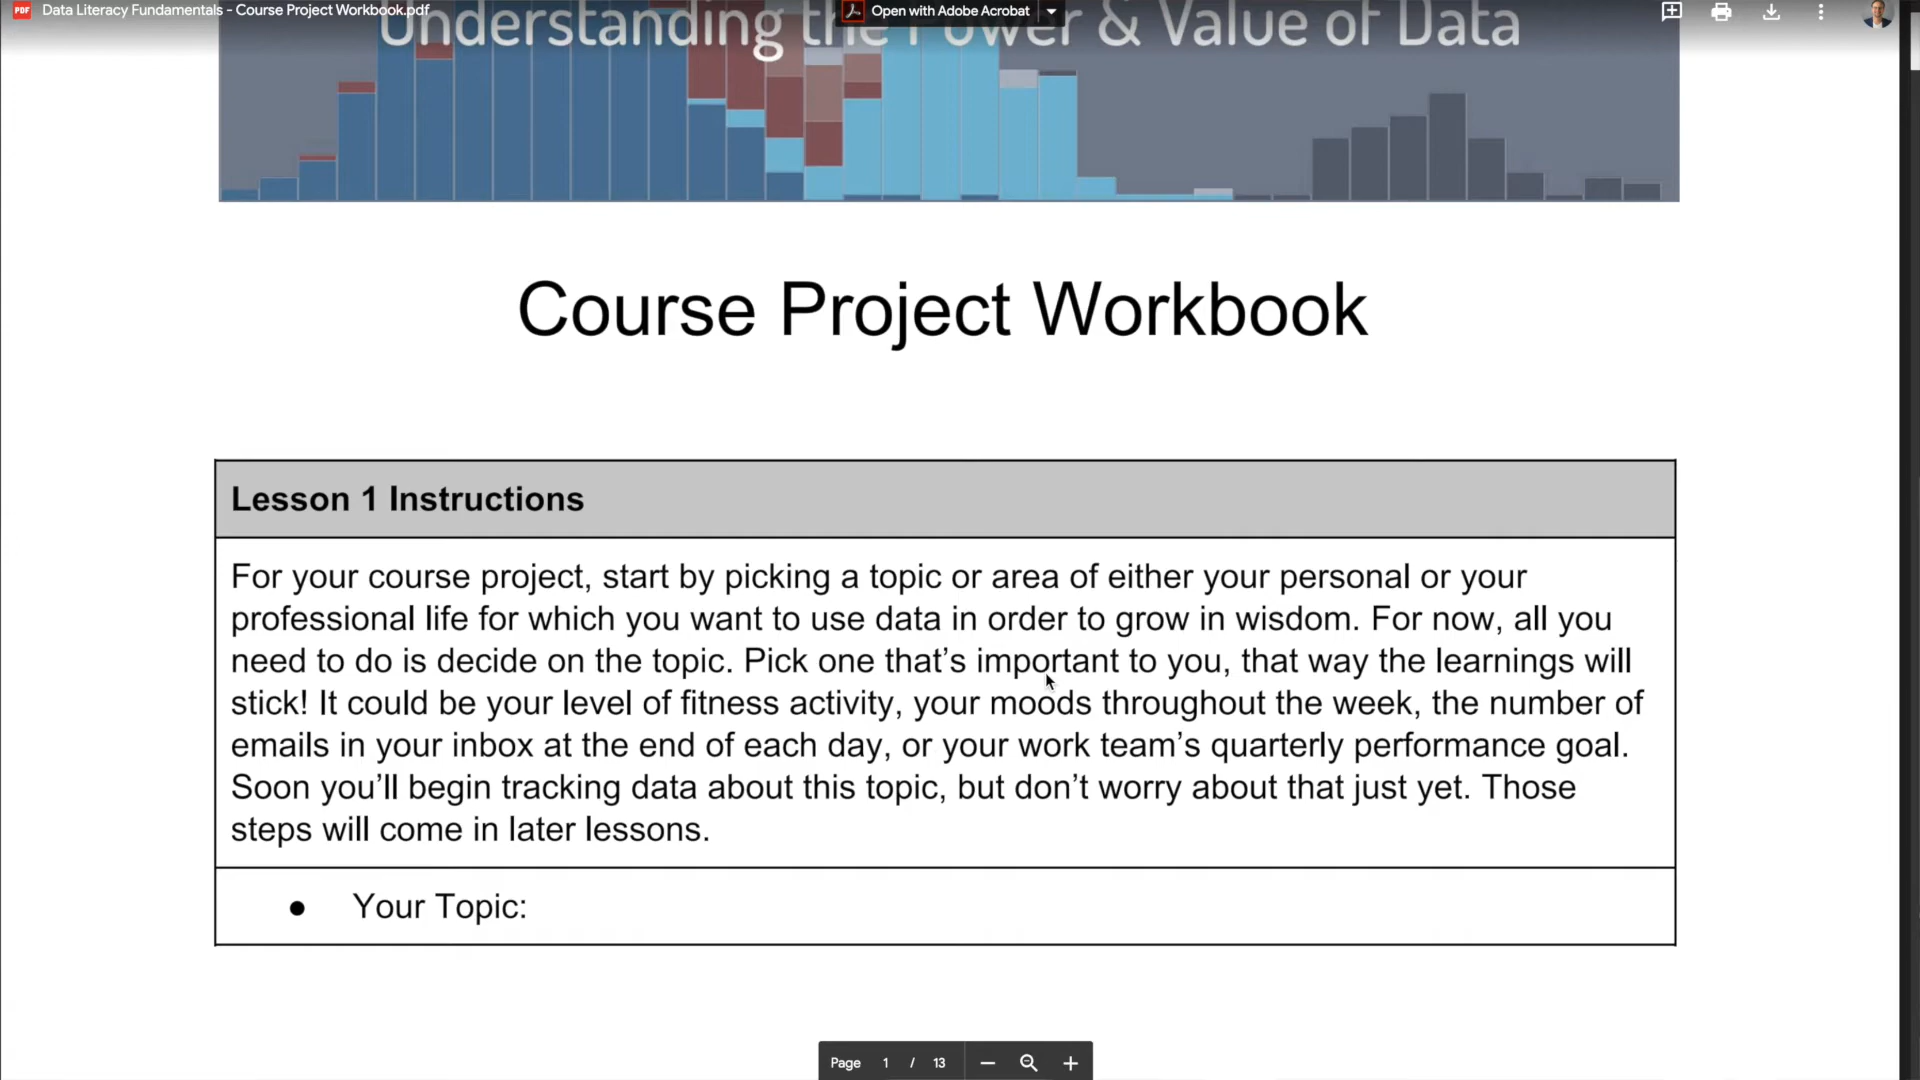 PDF Data Literacy Fundamentals - Course Project Workbook.pdf
Open with Adobe Acrobat
Understanding the Power & Value of Data
Course Project Workbook
Lesson 1 Instructions
For your course project, start by picking a topic or area of either your personal or your
professional life for which you want to use data in order to grow in wisdom. For now, all you
need to do is decide on the topic. Pick one that’s important to you, that way the learnings will
stick! It could be your level of fitness activity, your moods throughout the week, the number of
emails in your inbox at the end of each day, or your work team’s quarterly performance goal.
Soon you’ll begin tracking data about this topic, but don’t worry about that just yet. Those
steps will come in later lessons.
● Your Topic:
Page 1 / 13